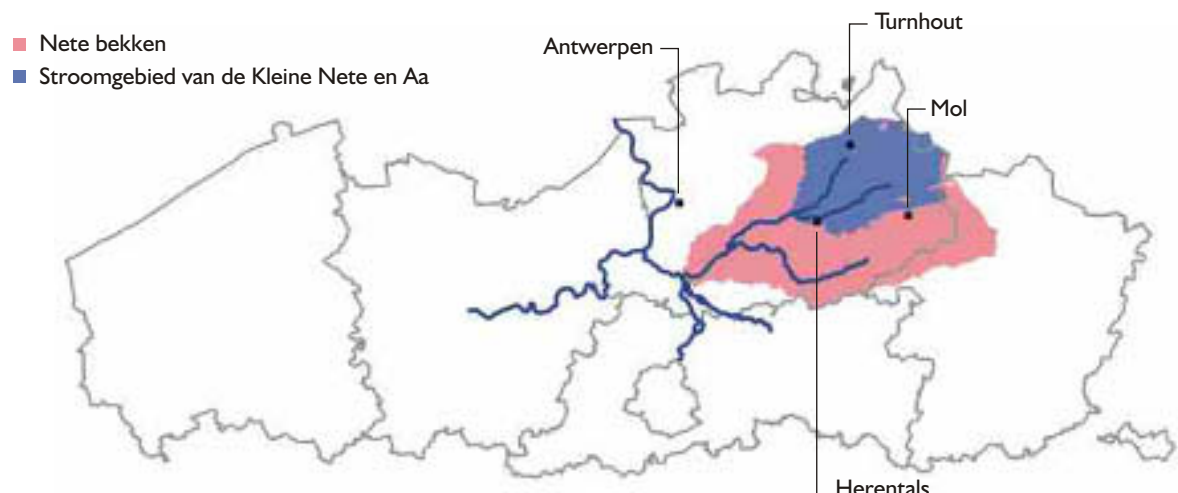 Nete bekken
Stroomgebied van de Kleine Nete en Aa
Antwerpen
Turnhout
Mol
Herentals